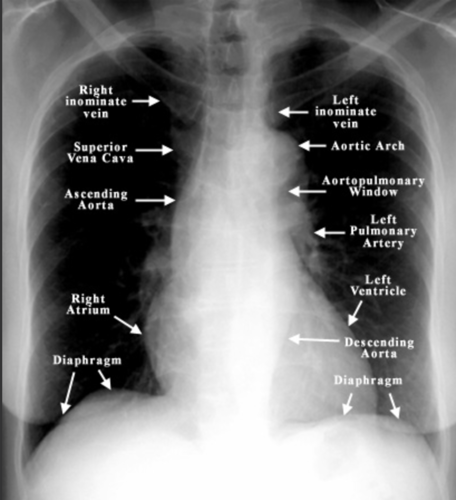 Right
inominate
vein
Left
inominate
vein
Superior
Vena Cava
Aortic Arch
Ascending
Aorta
Aortopulmonary
Window
Left
Pulmonary
Artery
Left
Ventricle
Right
Atrium
Descending
Aorta
Diaphragm
Diaphragm